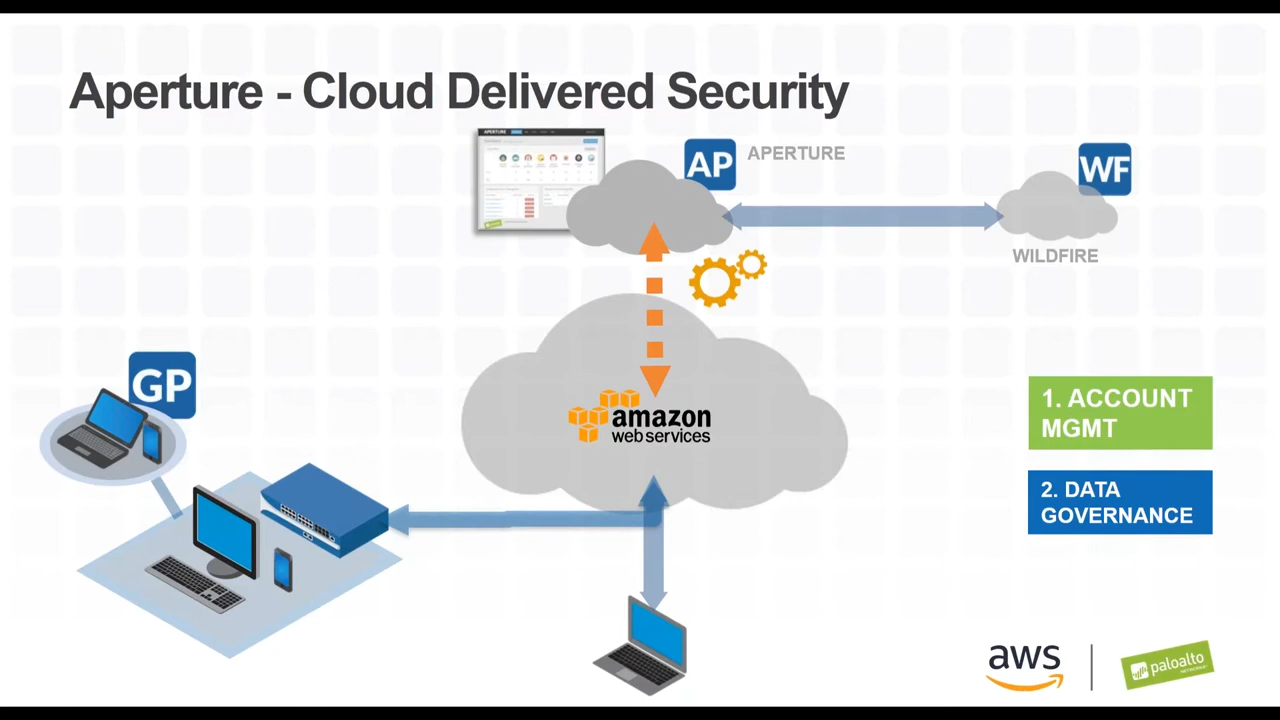 Aperture - Cloud Delivered Security
APERTURE
AP
APERTURE
WF
WILDFIRE
GP
amazon
web services
1. ACCOUNT
MGMT
2. DATA
GOVERNANCE
aws
paloalto